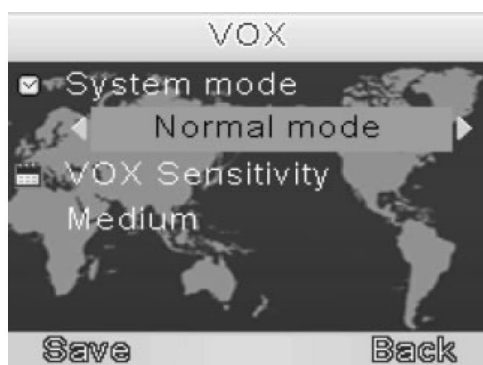 VOX
System mode
Normal mode
VOX Sensitivity
Medium
Save Back